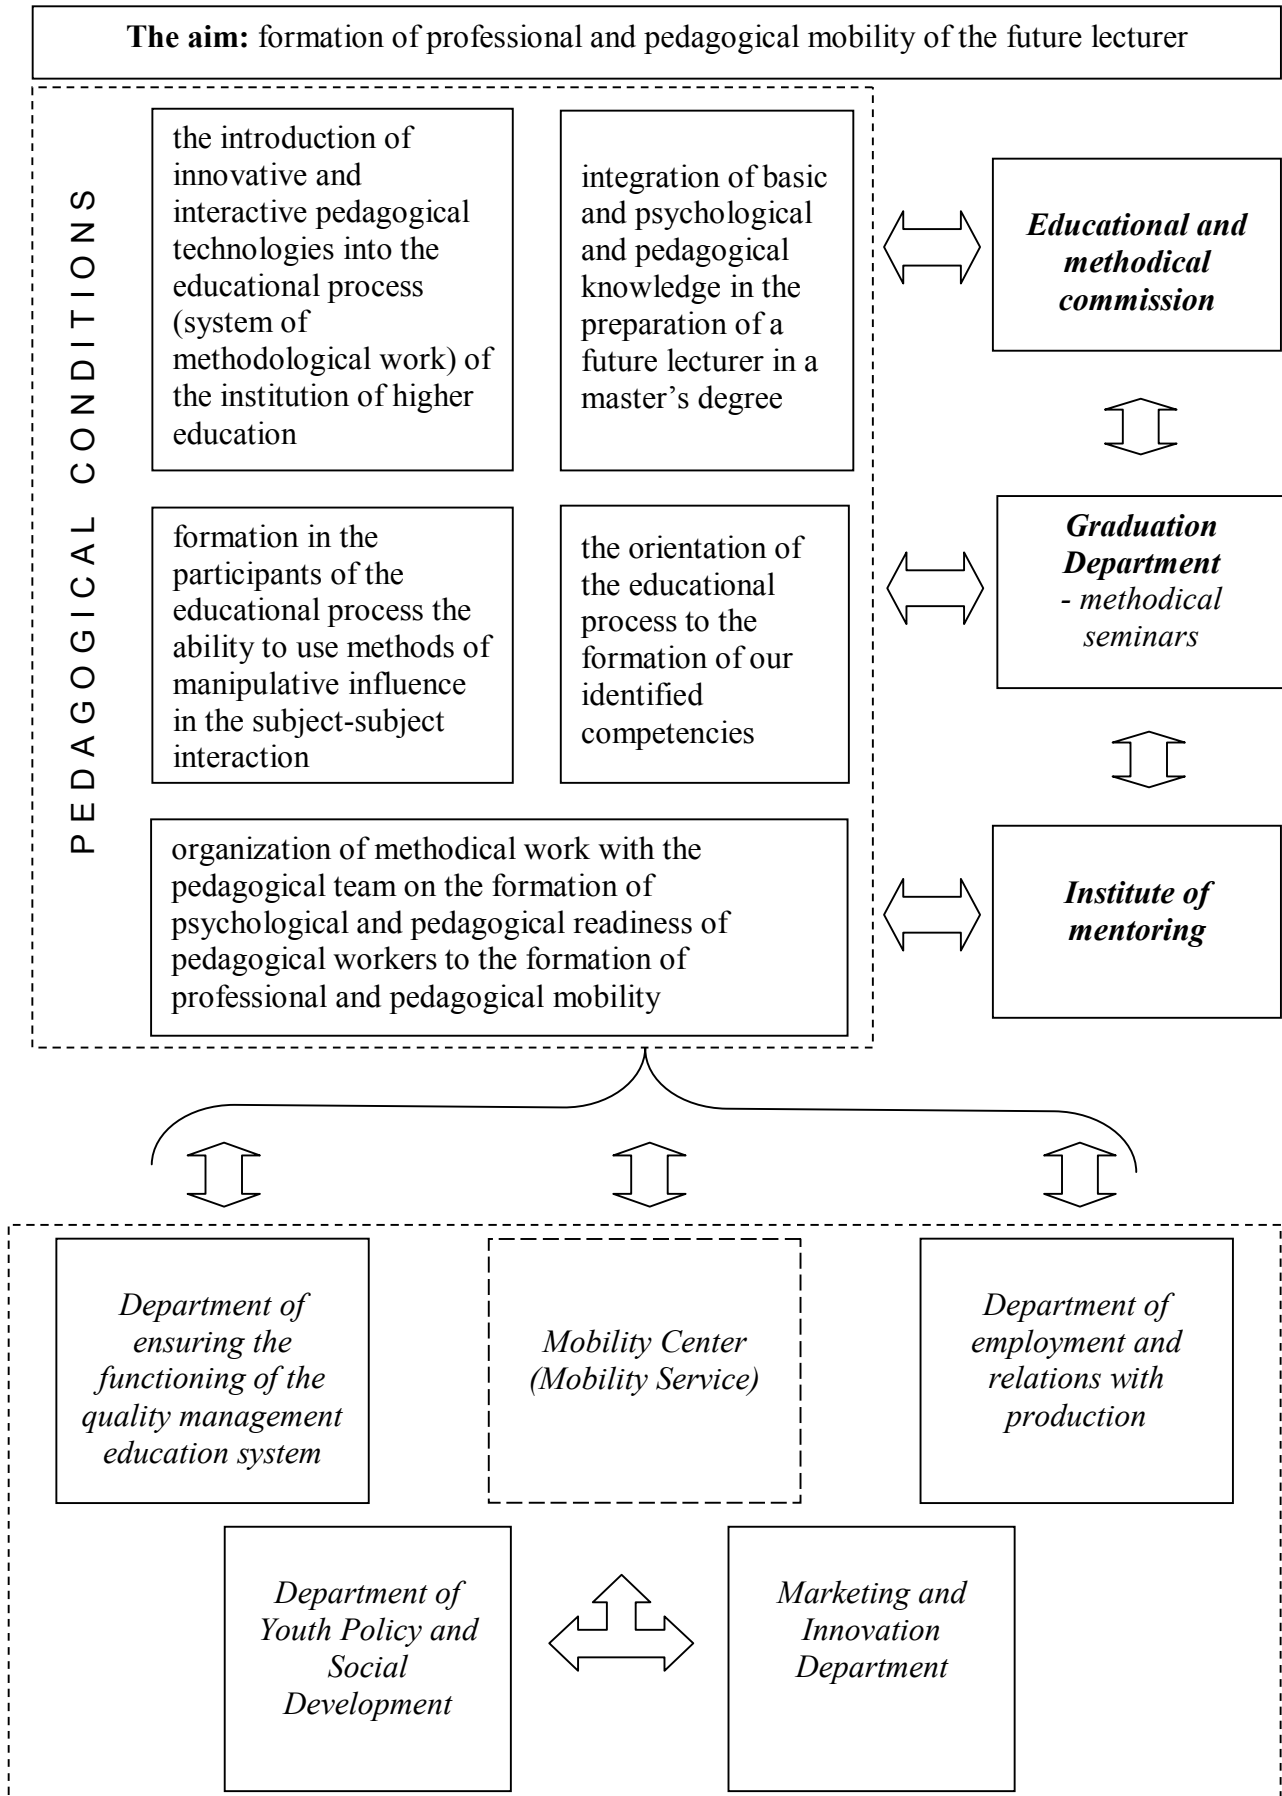 The aim: formation of professional and pedagogical mobility of the future lecturer
PEDAGOGICAL CONDITIONS
the introduction of
innovative and
interactive pedagogical
technologies into the
educational process
(system of
methodological work) of
the institution of higher
education
integration of basic
and psychological
and pedagogical
knowledge in the
preparation of a
future lecturer in a
master’s degree
Educational and
methodical
commission
formation in the
participants of the
educational process the
ability to use methods of
manipulative influence
in the subject-subject
interaction
the orientation of
the educational
process to the
formation of our
identified
competencies
Graduation
Department
- methodical
seminars
organization of methodical work with the
pedagogical team on the formation of
psychological and pedagogical readiness of
pedagogical workers to the formation of
professional and pedagogical mobility
Institute of
mentoring
Department of
ensuring the
functioning of the
quality management
education system
Mobility Center
(Mobility Service)
Department of
employment and
relations with
production
Department of
Youth Policy and
Social
Development
Marketing and
Innovation
Department